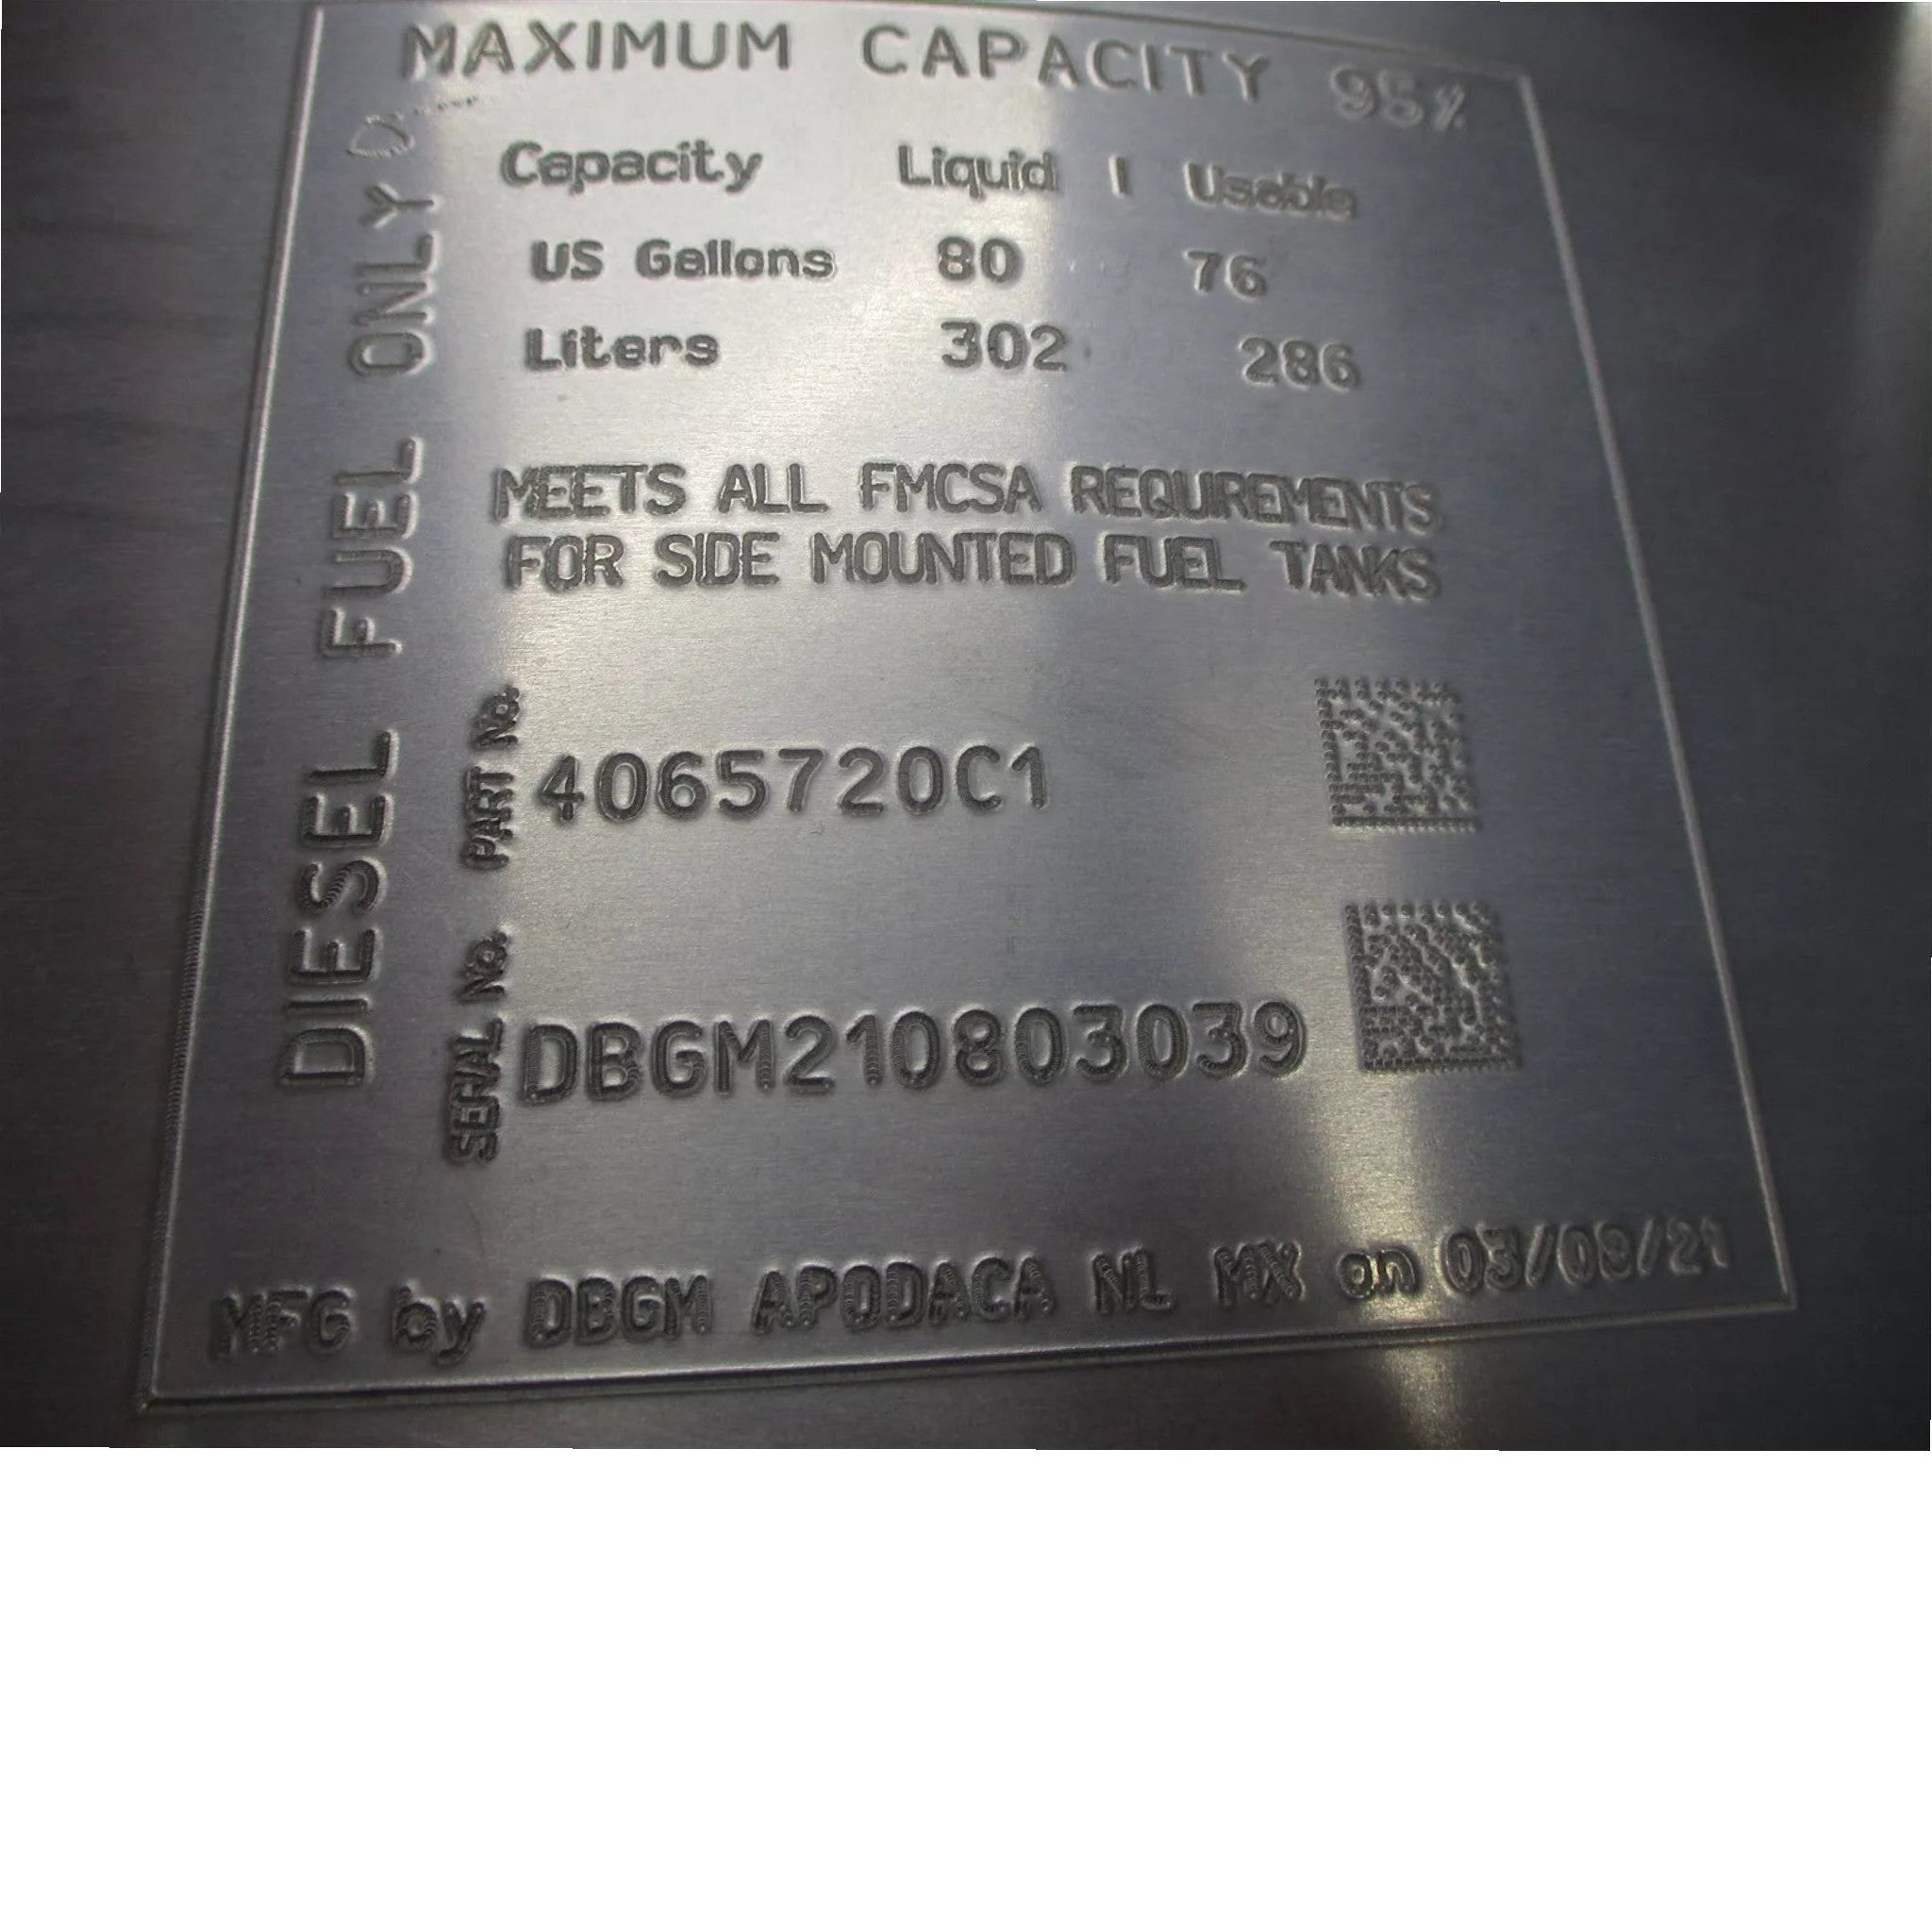 MAXIMUM CAPACITY 95%
Capacity Liquid | Usable
US Gallons 80 76
Liters 302 286
MEETS ALL FMCSA REQUIREMENTS
FOR SIDE MOUNTED FUEL TANKS
DIESEL FUEL ONLY
PART No. 4065720C1
SERIAL No. DBGM210803039
MFG by DBGM APODACA NL MX on 03/08/21